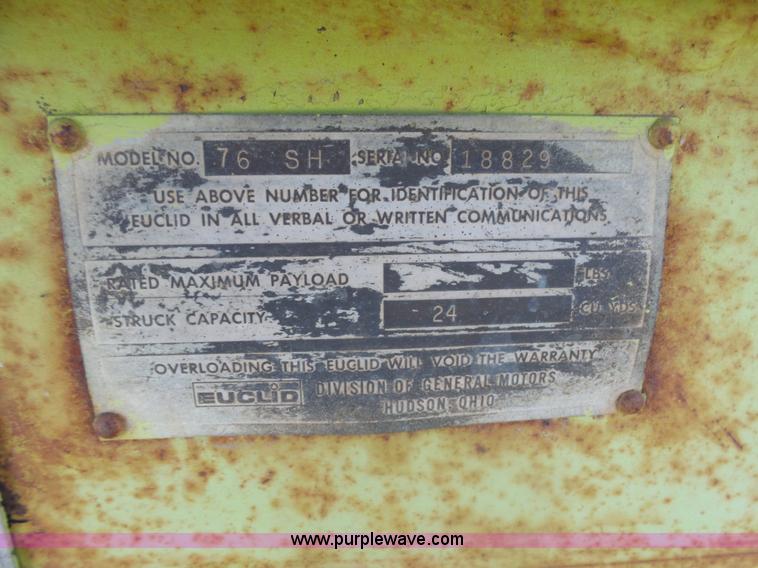 MODEL NO. 76 SH SERIAL NO 18829
USE ABOVE NUMBER FOR IDENTIFICATION OF THIS
EUCLID IN ALL VERBAL OR WRITTEN COMMUNICATIONS
RATED MAXIMUM PAYLOAD LBS
STRUCK CAPACITY 24 CU. YDS.
OVERLOADING THIS EUCLID WILL VOID THE WARRANTY
EUCLID DIVISION OF GENERAL MOTORS
HUDSON, OHIO
www.purplewave.com